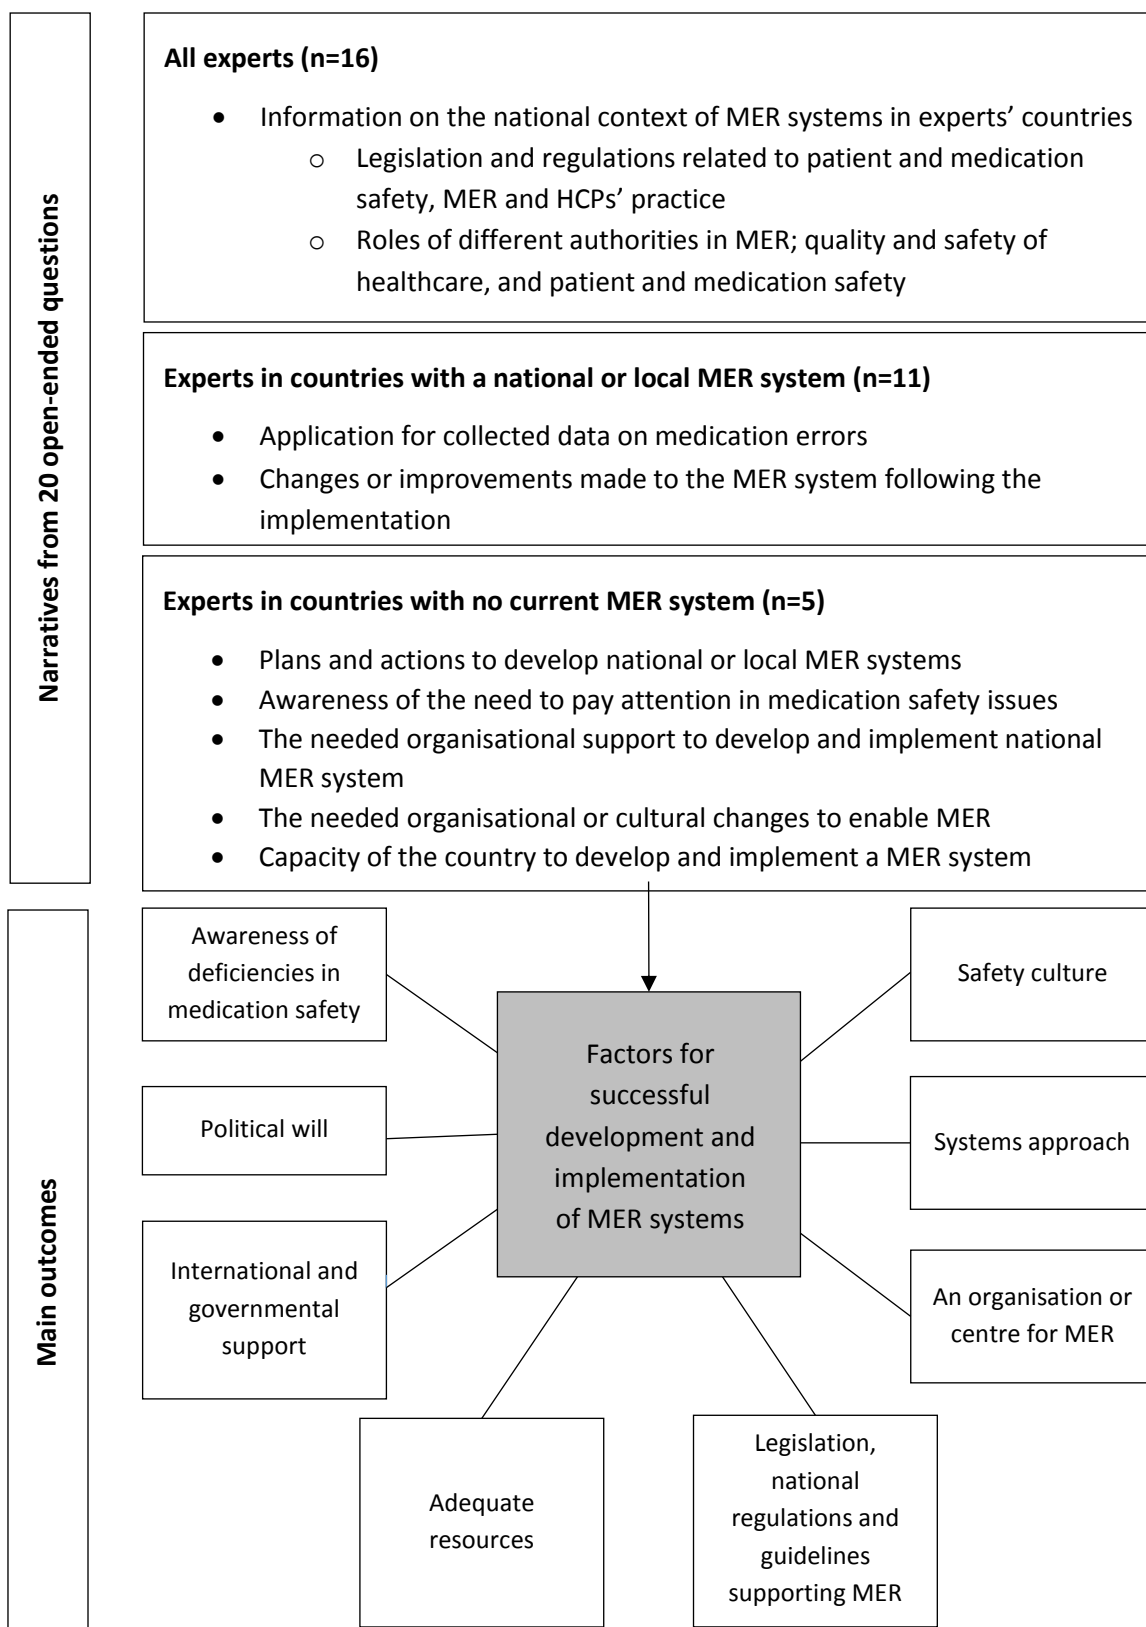 Narratives from 20 open-ended questions
All experts (n=16)
• Information on the national context of MER systems in experts’ countries
o Legislation and regulations related to patient and medication
safety, MER and HCPs’ practice
o Roles of different authorities in MER; quality and safety of
healthcare, and patient and medication safety
Experts in countries with a national or local MER system (n=11)
• Application for collected data on medication errors
• Changes or improvements made to the MER system following the
implementation
Experts in countries with no current MER system (n=5)
• Plans and actions to develop national or local MER systems
• Awareness of the need to pay attention in medication safety issues
• The needed organisational support to develop and implement national
MER system
• The needed organisational or cultural changes to enable MER
• Capacity of the country to develop and implement a MER system
Main outcomes
Awareness of
deficiencies in
medication safety
Political will
International and
governmental
support
Adequate
resources
Factors for
successful
development and
implementation
of MER systems
Legislation,
national
regulations and
guidelines
supporting MER
Safety culture
Systems approach
An organisation or
centre for MER